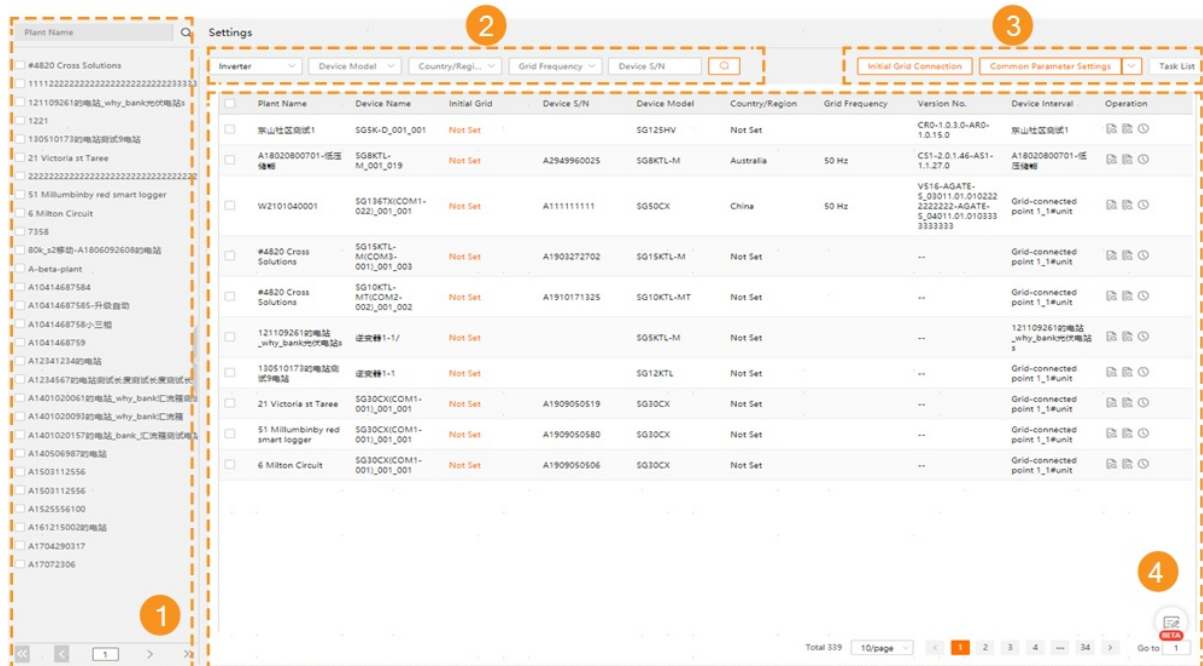 2
3
Plant Name
Settings
#4820 Cross Solutions
Inverter
Device Model
Country/Regi...
Grid Frequency
Device S/N
Initial Grid Connection
Common Parameter Settings
Task List
121109261的电站_why_bank光伏电站s
1221
130510173的电站测试9电站
21 Victoria st Taree
51 Millumbinby red smart logger
6 Milton Circuit
7358
80k_s2移动-A1806092608的电站
A-beta-plant
A10414687584
A10414687585-升级自动
A1041468758小三相
A1041468759
A12341234的电站
A1234567的电站测试长度测试长度测试长
A1401020061的电站_why_bank汇流箱
A1401020093的电站_why_bank汇流箱
A1401020157的电站_bank_汇流箱测试电站
A140506987的电站
A1503112556
A1503112556
A1525556100
A161215002的电站
A1704290317
A17072306
1
1
Plant Name Device Name Initial Grid Device S/N Device Model Country/Region Grid Frequency Version No. Device Interval Operation
东山社区测试1 SG5K-D_001_001 Not Set SG125HV Not Set CR0-1.0.3.0-AR0-
1.0.15.0 东山社区测试1
A18020800701-低压
储能 SG8KTL-
M_001_019 Not Set A2949960025 SG8KTL-M Australia 50 Hz CS1-2.0.1.46-AS1-
1.1.27.0 A18020800701-低
压储能
W2101040001 SG136TX(COM1-
022)_001_001 Not Set A111111111 SG50CX China 50 Hz VS16-AGATE-
S_03011.01.010222
2222222-AGATE-
S_04011.01.010333
3333333 Grid-connected
point 1_1#unit
#4820 Cross
Solutions SG15KTL-
M(COM3-
001)_001_003 Not Set A1903272702 SG15KTL-M Not Set -- Grid-connected
point 1_1#unit
#4820 Cross
Solutions SG10KTL-
MT(COM2-
002)_001_002 Not Set A1910171325 SG10KTL-MT Not Set -- Grid-connected
point 1_1#unit
121109261的电站
_why_bank光伏电站s 逆变器1-1/ Not Set SG5KTL-M Not Set -- 121109261的电站
_why_bank光伏电站
s
130510173的电站测
试9电站 逆变器1-1 Not Set SG12KTL Not Set -- Grid-connected
point 1_1#unit
21 Victoria st Taree SG30CX(COM1-
001)_001_001 Not Set A1909050519 SG30CX Not Set -- Grid-connected
point 1_1#unit
51 Millumbinby red
smart logger SG30CX(COM1-
001)_001_001 Not Set A1909050580 SG30CX Not Set -- Grid-connected
point 1_1#unit
6 Milton Circuit SG30CX(COM1-
001)_001_001 Not Set A1909050506 SG30CX Not Set -- Grid-connected
point 1_1#unit
4
BETA
Total 339 10/page 1 2 3 4 ... 34 Go to 1